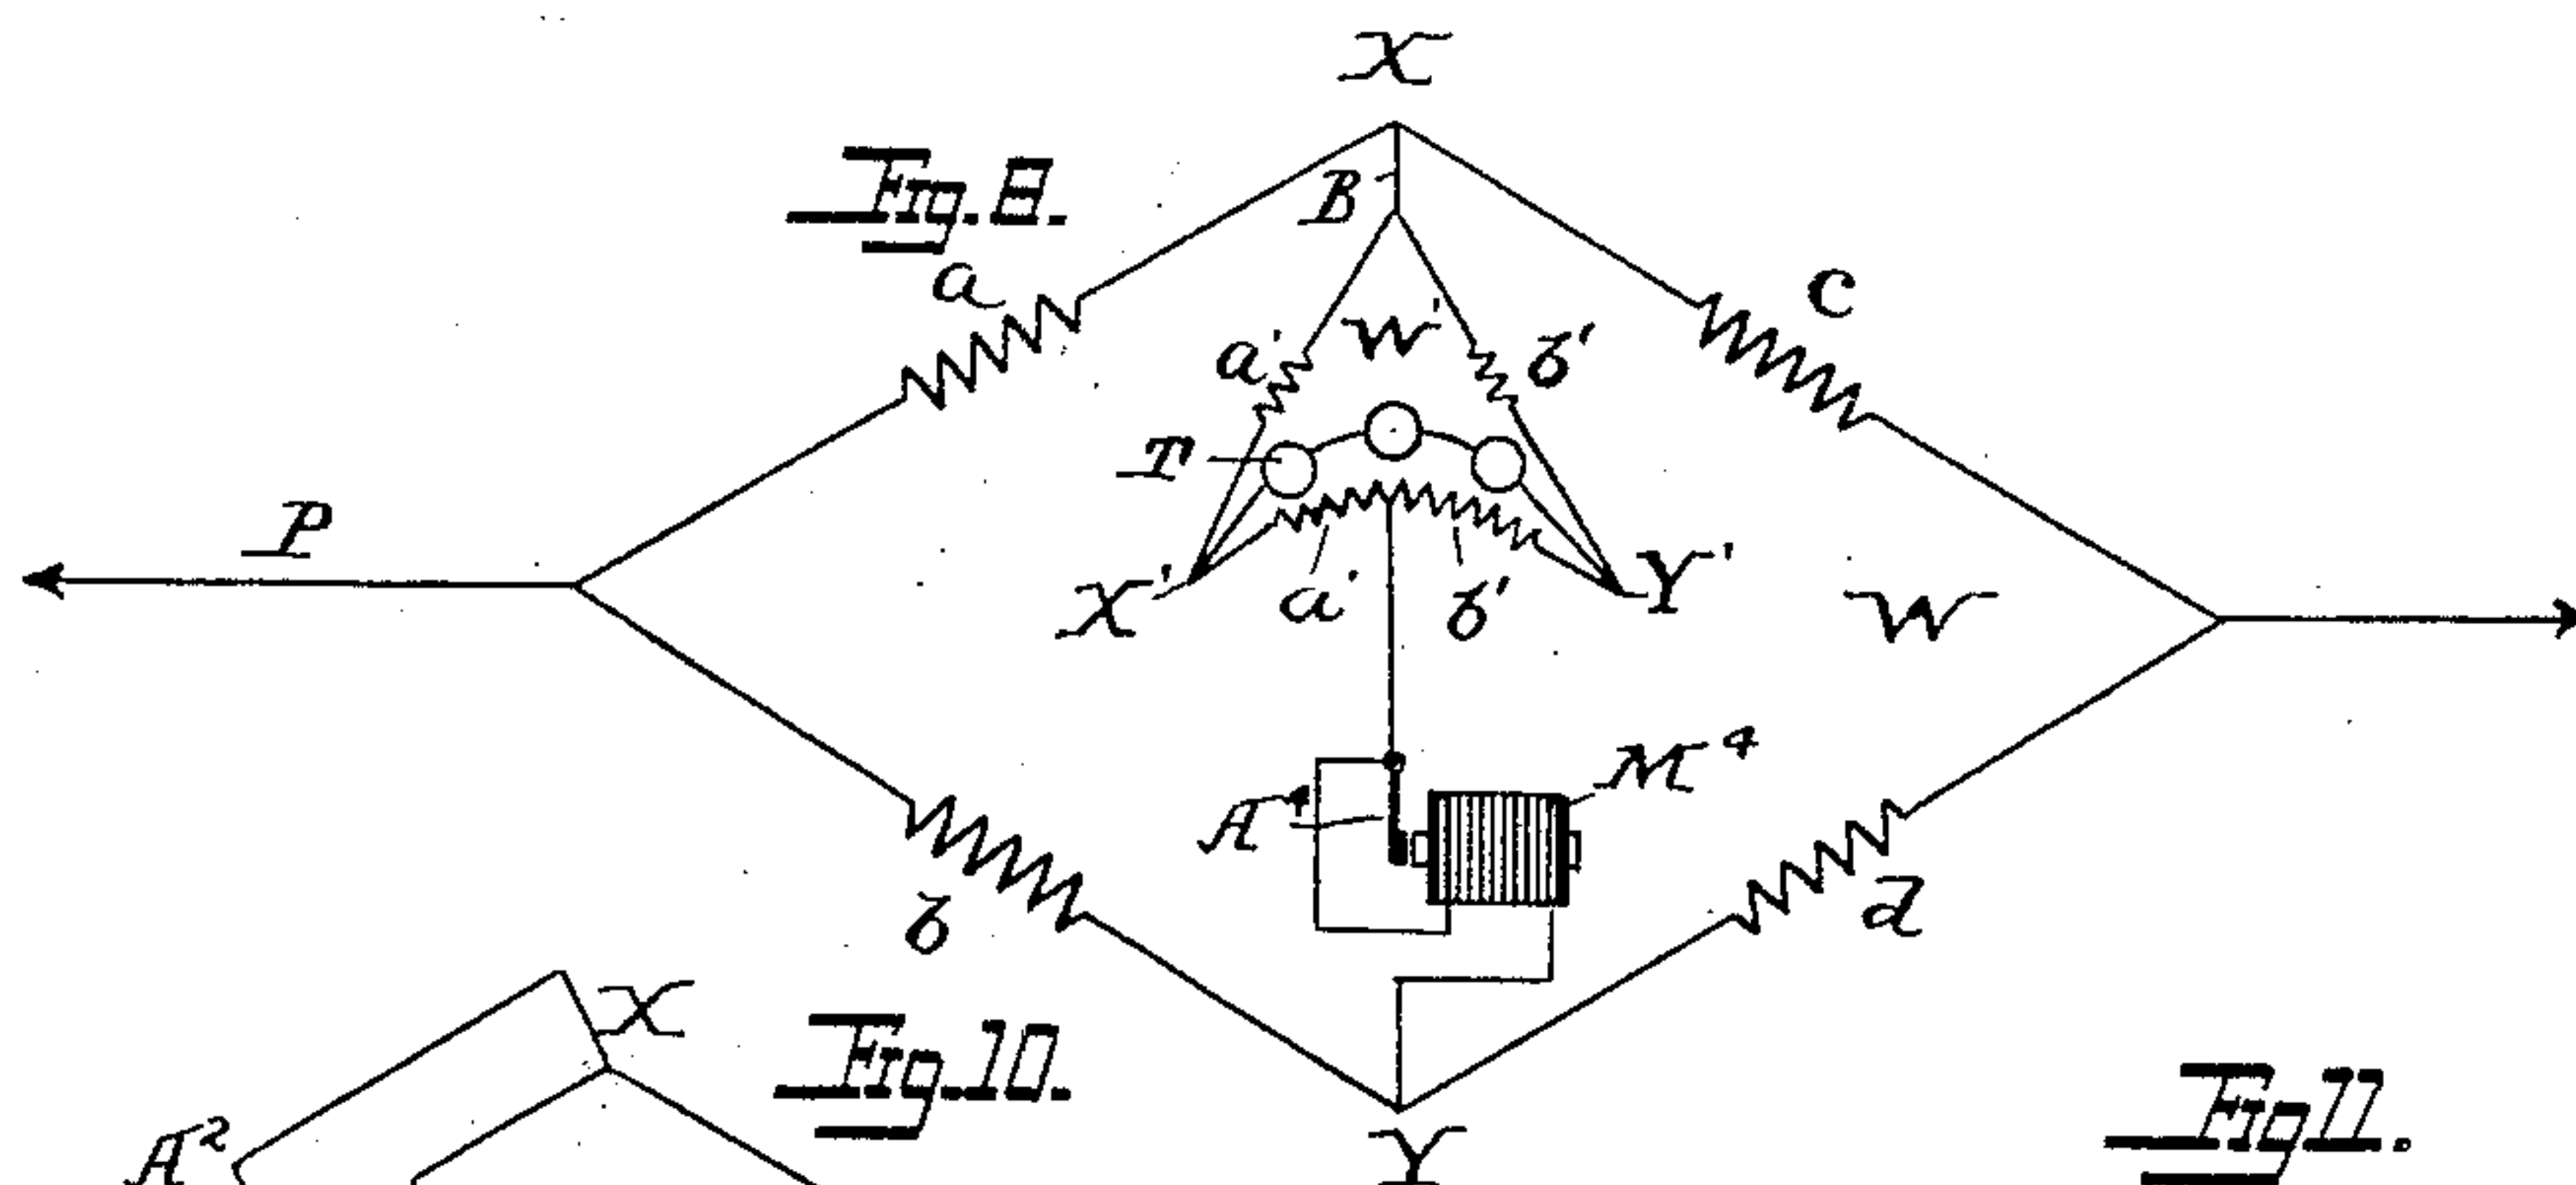 X
Fig. 8.
B
a
c
W'
a'
b'
T
P
X'
a'
b'
Y'
W
M⁴
A⁴
b
d
X
Fig. 10.
A²
Y
Fig 11.